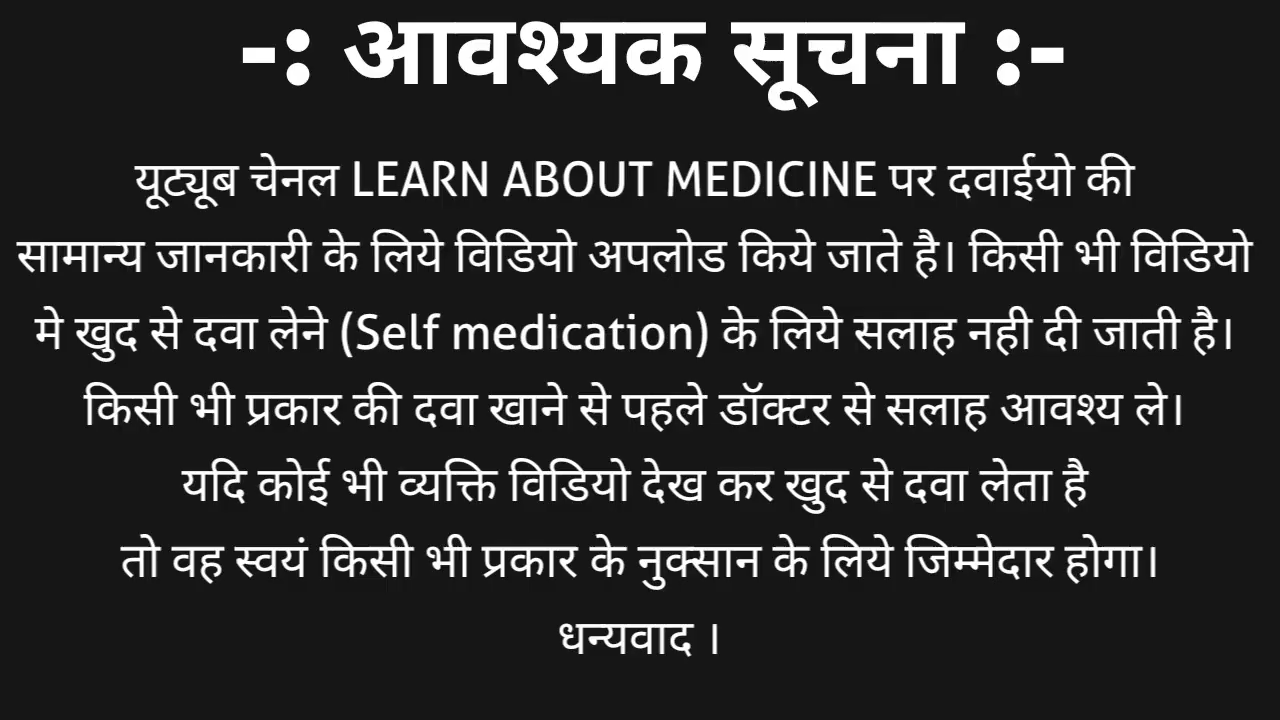 -: आवश्यक सूचना :-
यूट्यूब चेनल LEARN ABOUT MEDICINE पर दवाईयो की
सामान्य जानकारी के लिये विडियो अपलोड किये जाते है। किसी भी विडियो
मे खुद से दवा लेने (Self medication) के लिये सलाह नही दी जाती है।
किसी भी प्रकार की दवा खाने से पहले डॉक्टर से सलाह आवश्य ले।
यदि कोई भी व्यक्ति विडियो देख कर खुद से दवा लेता है
तो वह स्वयं किसी भी प्रकार के नुक्सान के लिये जिम्मेदार होगा।
धन्यवाद ।